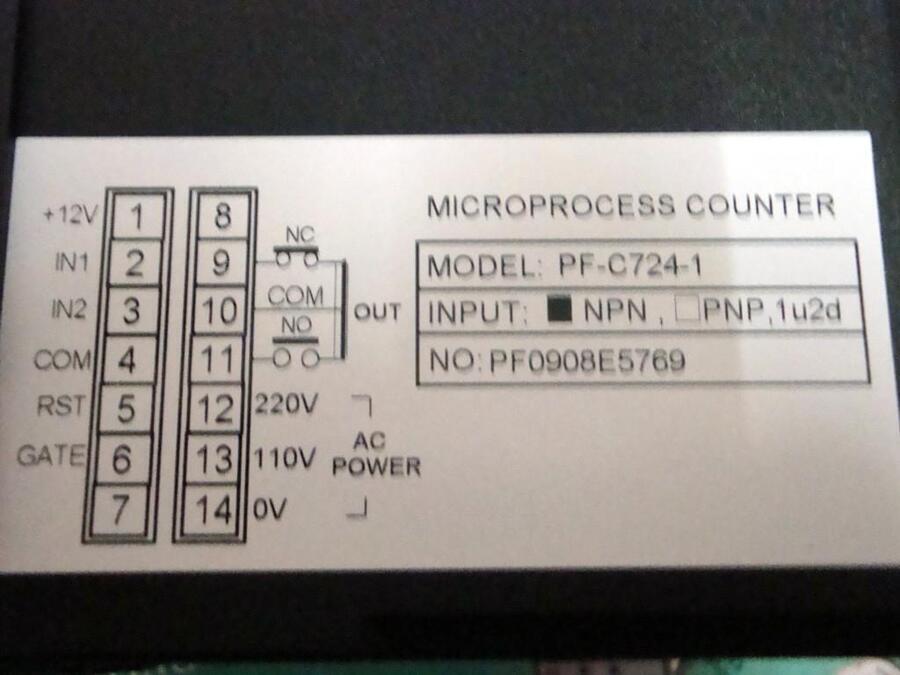 MICROPROCESS COUNTER
MODEL: PF-C724-1
INPUT: NPN, PNP,1u2d
NO: PF0908E5769
+12V 1 8
IN1 2 9 NC
IN2 3 10 COM OUT
COM 4 11 NO
RST 5 12 220V
GATE 6 13 110V AC POWER
7 14 0V